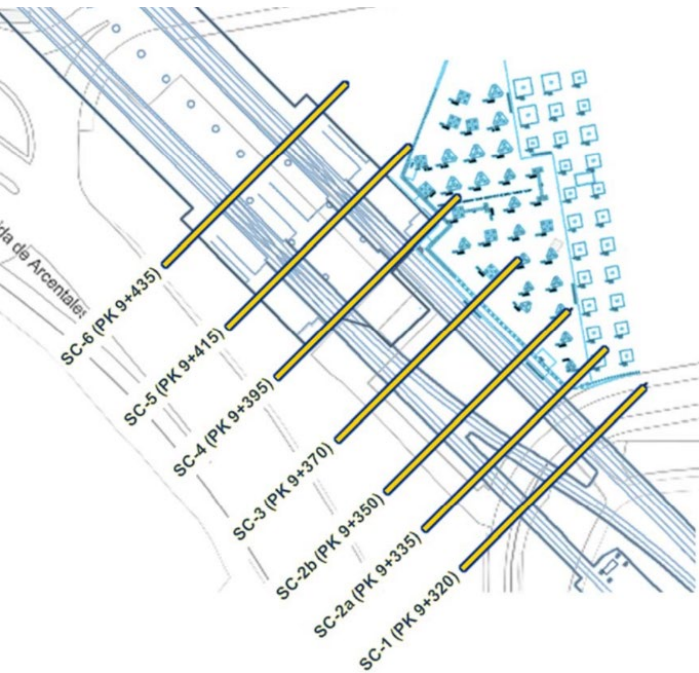 ida de Arcentales
SC-6 (PK 9+435)
SC-5 (PK 9+415)
SC-4 (PK 9+395)
SC-3 (PK 9+370)
SC-2b (PK 9+350)
SC-2a (PK 9+335)
SC-1 (PK 9+320)